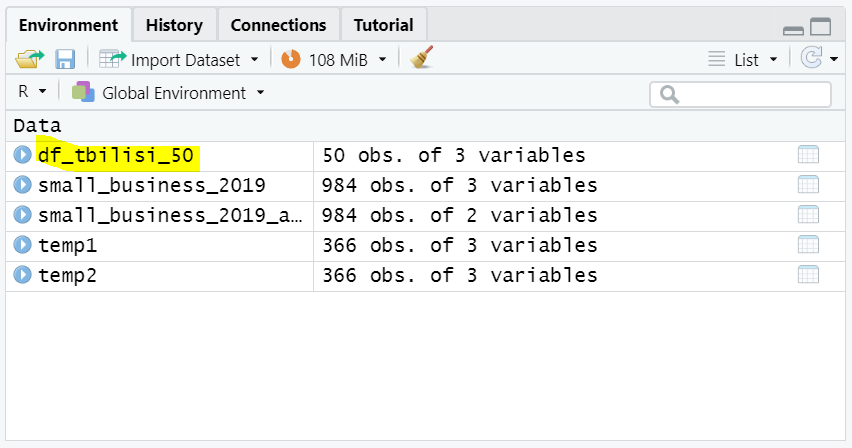 Environment History Connections Tutorial
Import Dataset 108 MiB List
R Global Environment
Data
df_tbilisi_50 50 obs. of 3 variables
small_business_2019 984 obs. of 3 variables
small_business_2019_a… 984 obs. of 2 variables
temp1 366 obs. of 3 variables
temp2 366 obs. of 3 variables